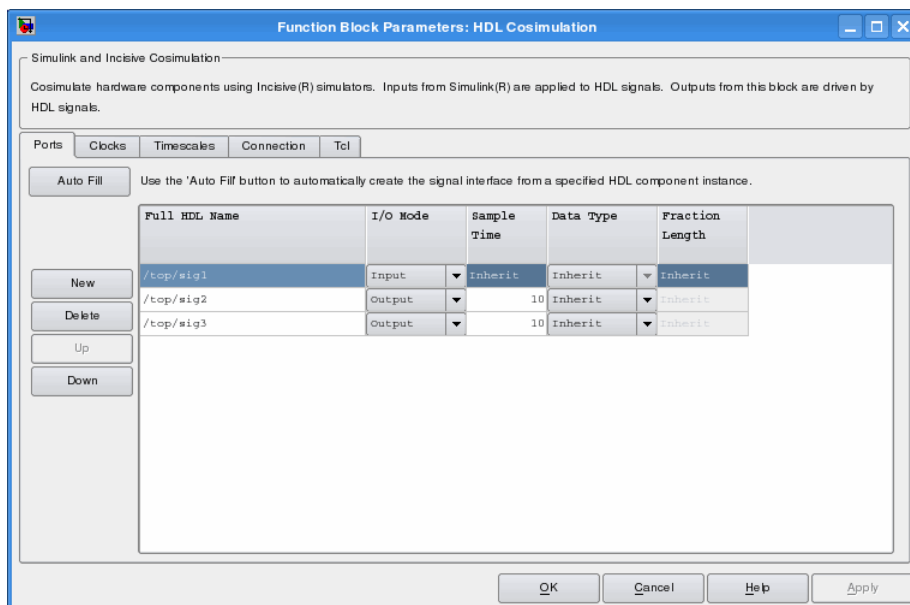 Function Block Parameters: HDL Cosimulation
Simulink and Incisive Cosimulation
Cosimulate hardware components using Incisive(R) simulators. Inputs from Simulink(R) are applied to HDL signals. Outputs from this block are driven by
HDL signals.
Ports Clocks Timescales Connection Tcl
Auto Fill Use the 'Auto Fill' button to automatically create the signal interface from a specified HDL component instance.
Full HDL Name I/O Mode Sample Time Data Type Fraction Length
/top/sig1 Input Inherit Inherit Inherit
/top/sig2 Output 10 Inherit Inherit
/top/sig3 Output 10 Inherit Inherit
New
Delete
Up
Down
OK Cancel Help Apply